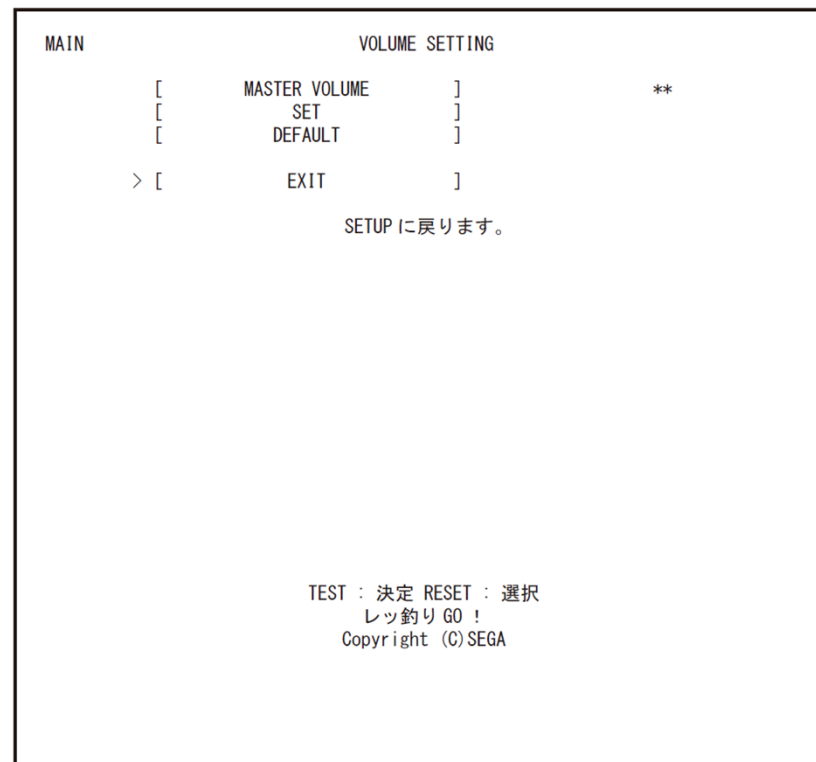 MAIN VOLUME SETTING
[ MASTER VOLUME ] **
[ SET ]
[ DEFAULT ]
> [ EXIT ]
SETUP に戻ります。
TEST : 決定 RESET : 選択
レッ釣り GO !
Copyright (C)SEGA